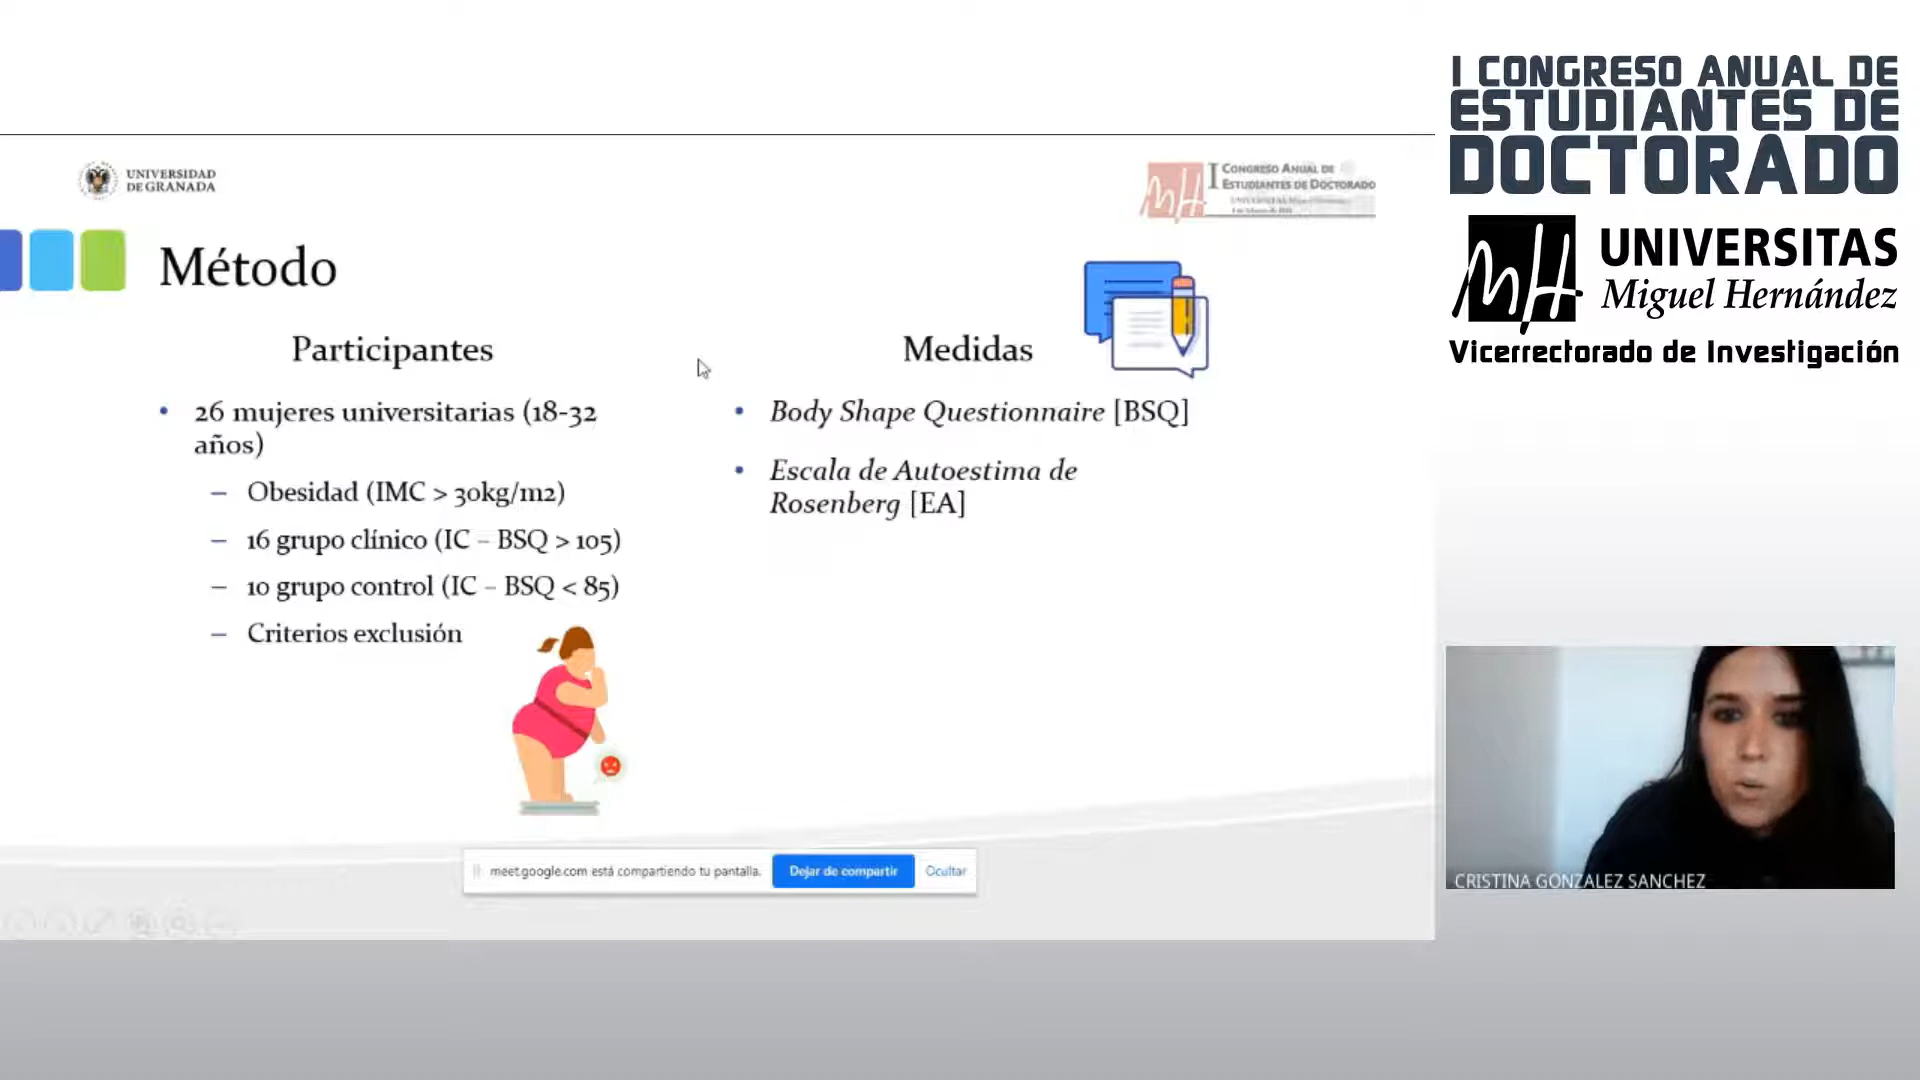 UNIVERSIDAD
DE GRANADA
I CONGRESO ANUAL DE
ESTUDIANTES DE DOCTORADO
Método
Participantes
• 26 mujeres universitarias (18-32
años)
– Obesidad (IMC > 30kg/m2)
– 16 grupo clínico (IC – BSQ > 105)
– 10 grupo control (IC – BSQ < 85)
– Criterios exclusión
Medidas
• Body Shape Questionnaire [BSQ]
• Escala de Autoestima de
Rosenberg [EA]
meet.google.com está compartiendo tu pantalla.
Dejar de compartir
Ocultar
I CONGRESO ANUAL DE
ESTUDIANTES DE
DOCTORADO
UNIVERSITAS
Miguel Hernández
Vicerrectorado de Investigación
CRISTINA GONZALEZ SANCHEZ